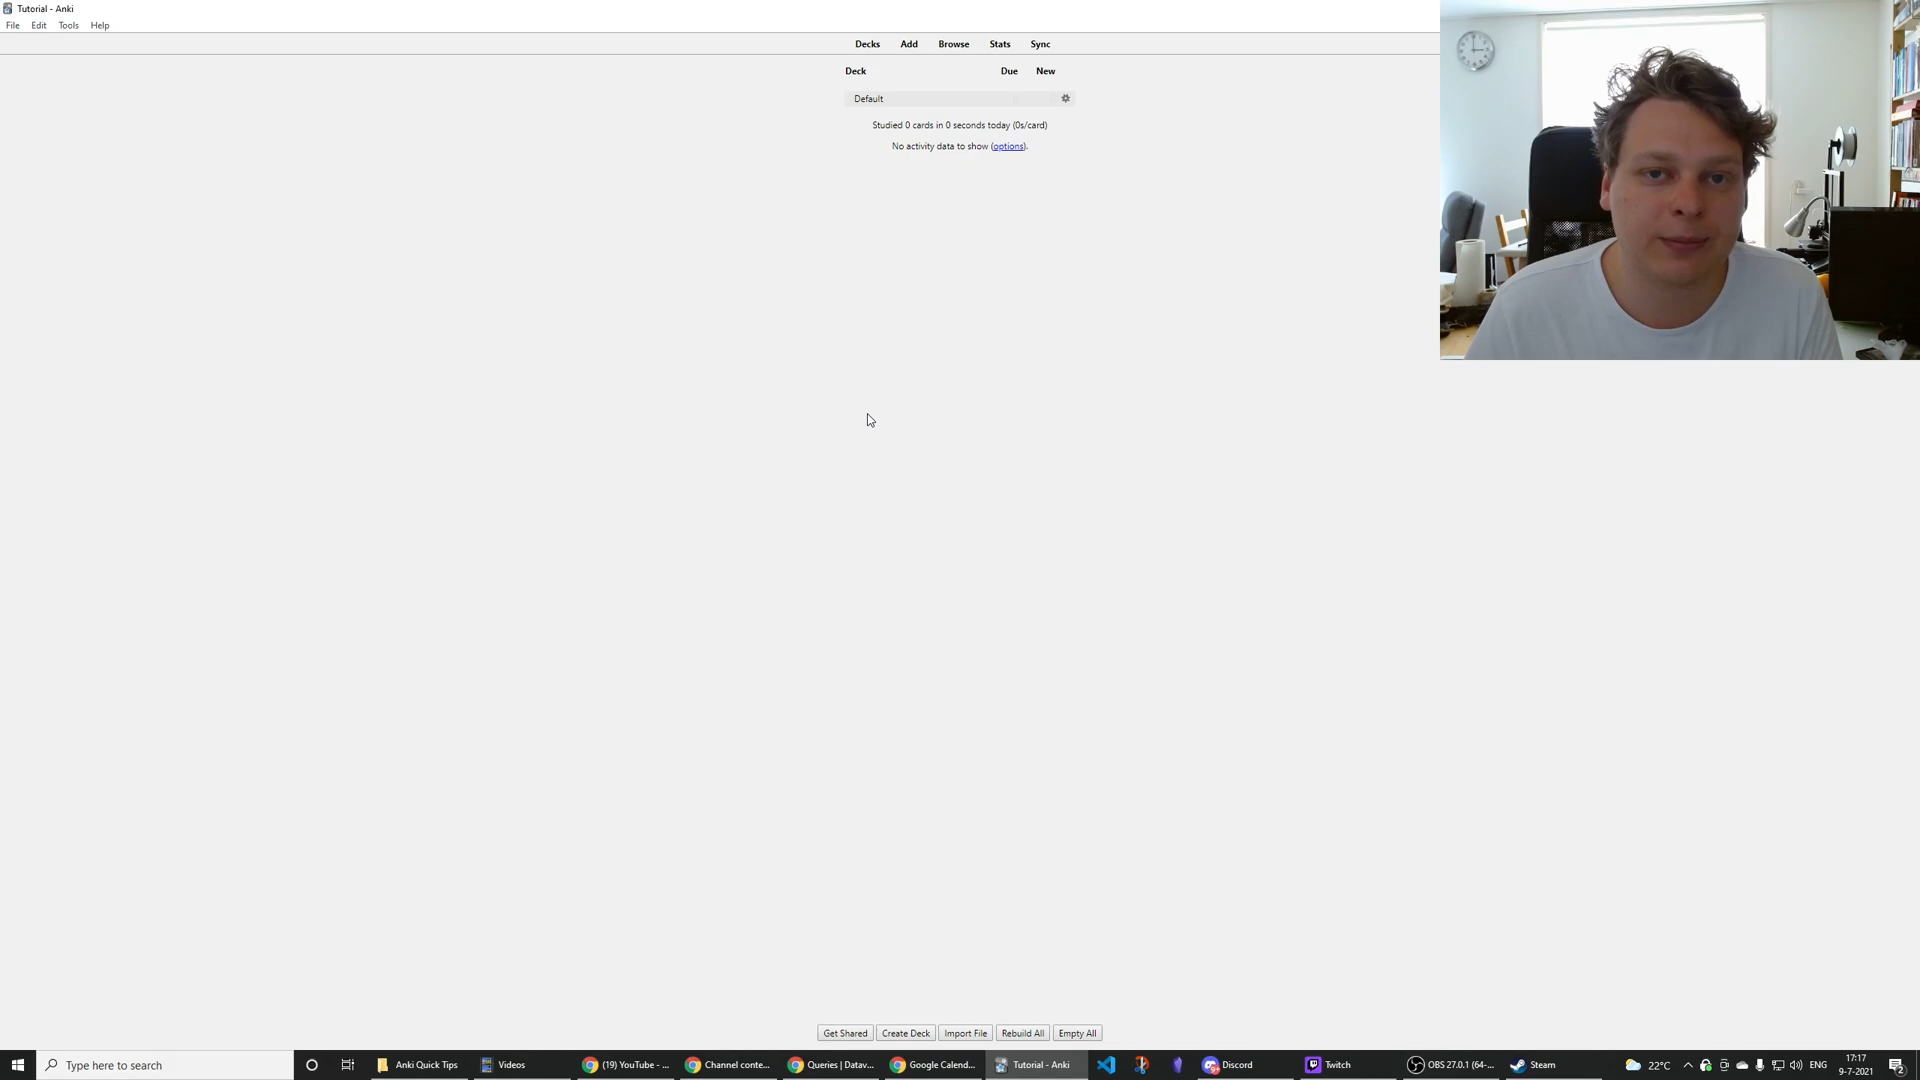 Tutorial - Anki
File Edit Tools Help
Decks Add Browse Stats Sync
Deck Due New
Default
Studied 0 cards in 0 seconds today (0s/card)
No activity data to show (options).
Get Shared Create Deck Import File Rebuild All Empty All
Type here to search Anki Quick Tips Videos (19) YouTube - ... Channel conte... Queries | Datav... Google Calend... Tutorial - Anki Discord Twitch OBS 27.0.1 (64-... Steam 22°C ENG 17:17
9-7-2021